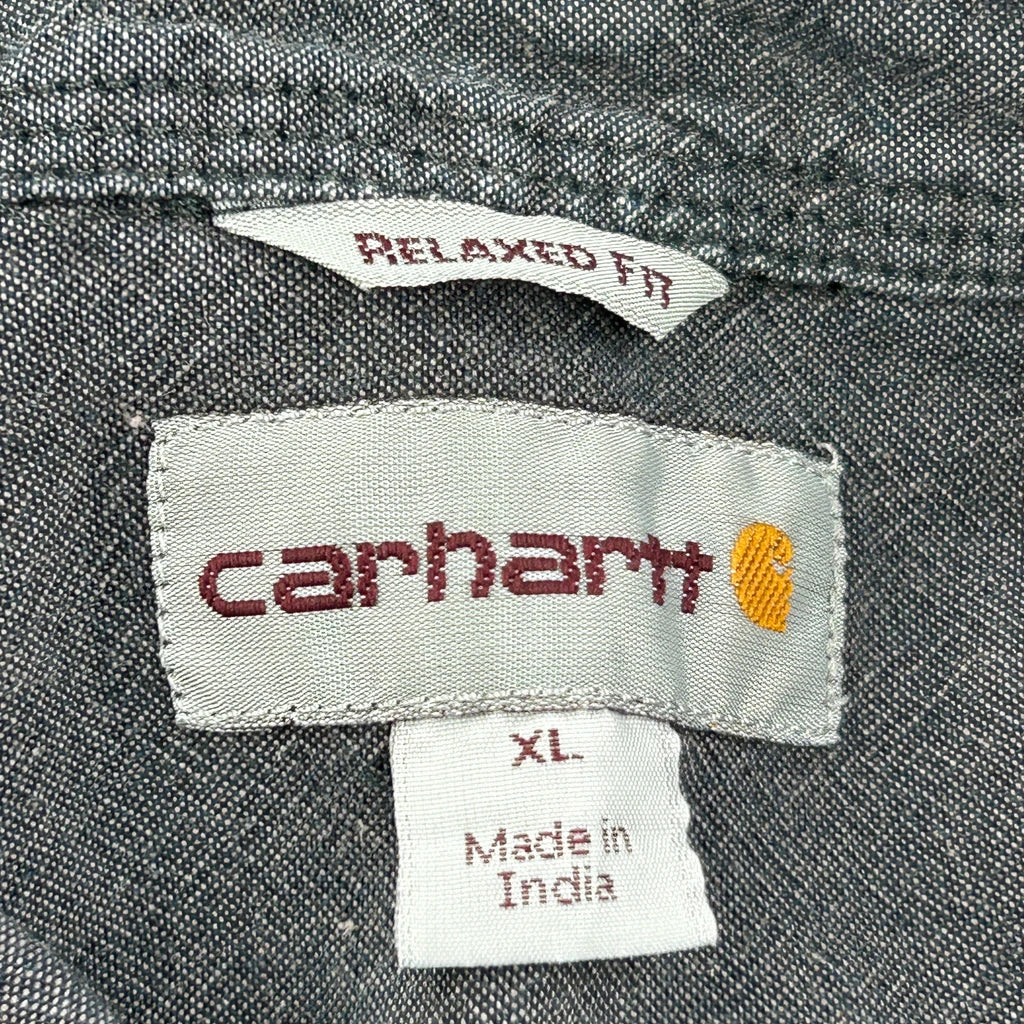 RELAXED FIT
carhartt
XL
Made in
India